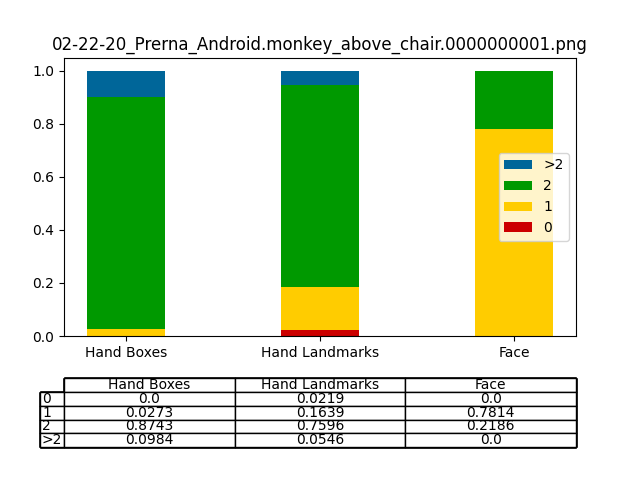 02-22-20_Prerna_Android.monkey_above_chair.0000000001.png
1.0
0.8
0.6
0.4
0.2
0.0
>2
2
1
0
Hand Boxes Hand Landmarks Face
Hand Boxes Hand Landmarks Face
0 0.0 0.0219 0.0
1 0.0273 0.1639 0.7814
2 0.8743 0.7596 0.2186
>2 0.0984 0.0546 0.0